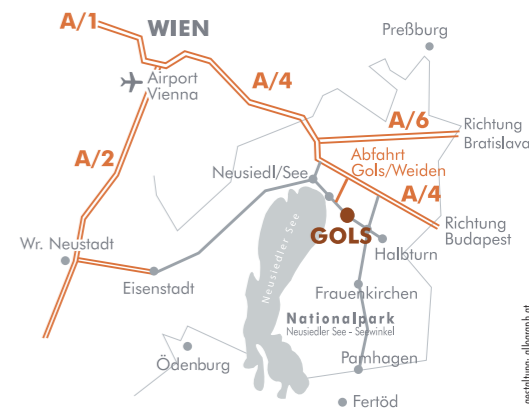 A/1
WIEN
Preßburg
Airport
Vienna
A/4
A/6
Richtung
Bratislava
A/2
Abfahrt
Gols/Weiden
Neusiedl/See
A/4
Richtung
Budapest
GOLS
Halbturn
Wr. Neustadt
Neusiedler See
Eisenstadt
Frauenkirchen
Nationalpark
Neusiedler See - Seewinkel
Ödenburg
Pamhagen
Fertöd